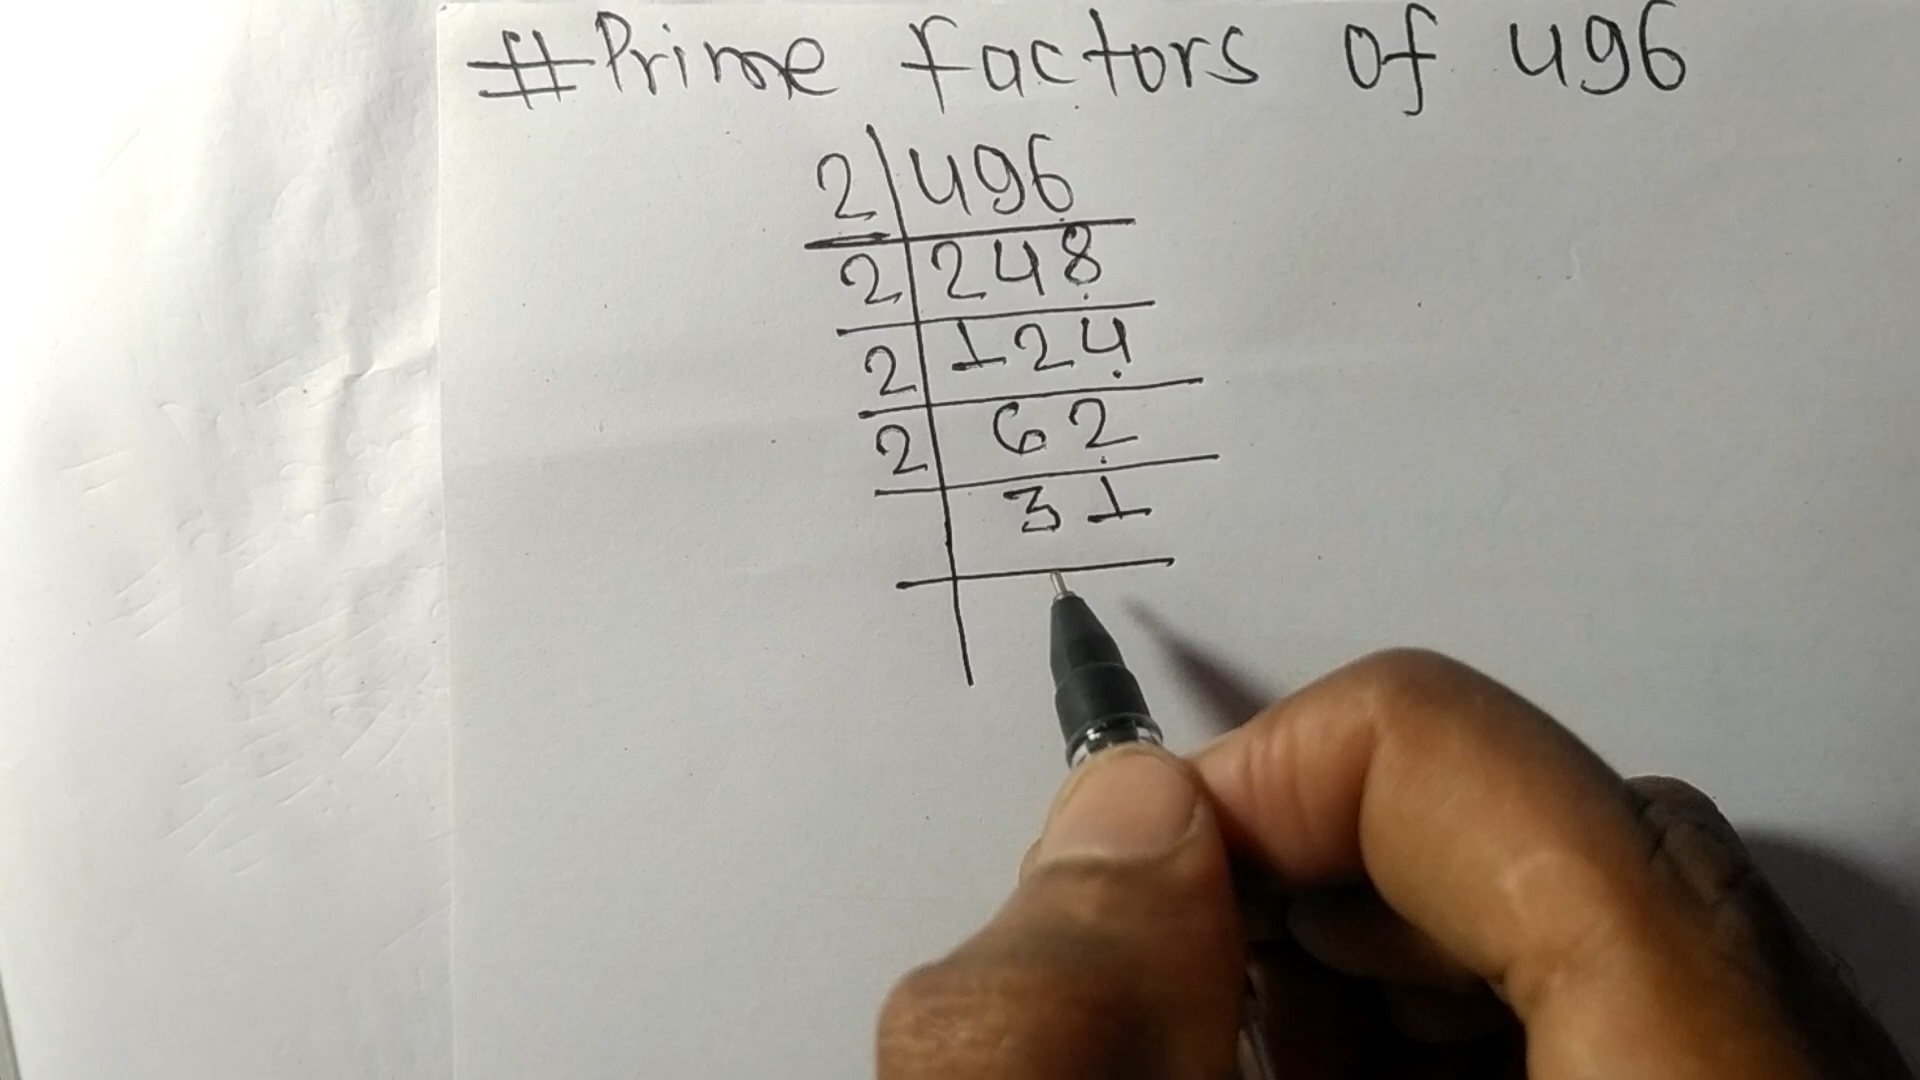 #Prime factors of 496
2 | 496
2 | 248
2 | 124
2 | 62
31